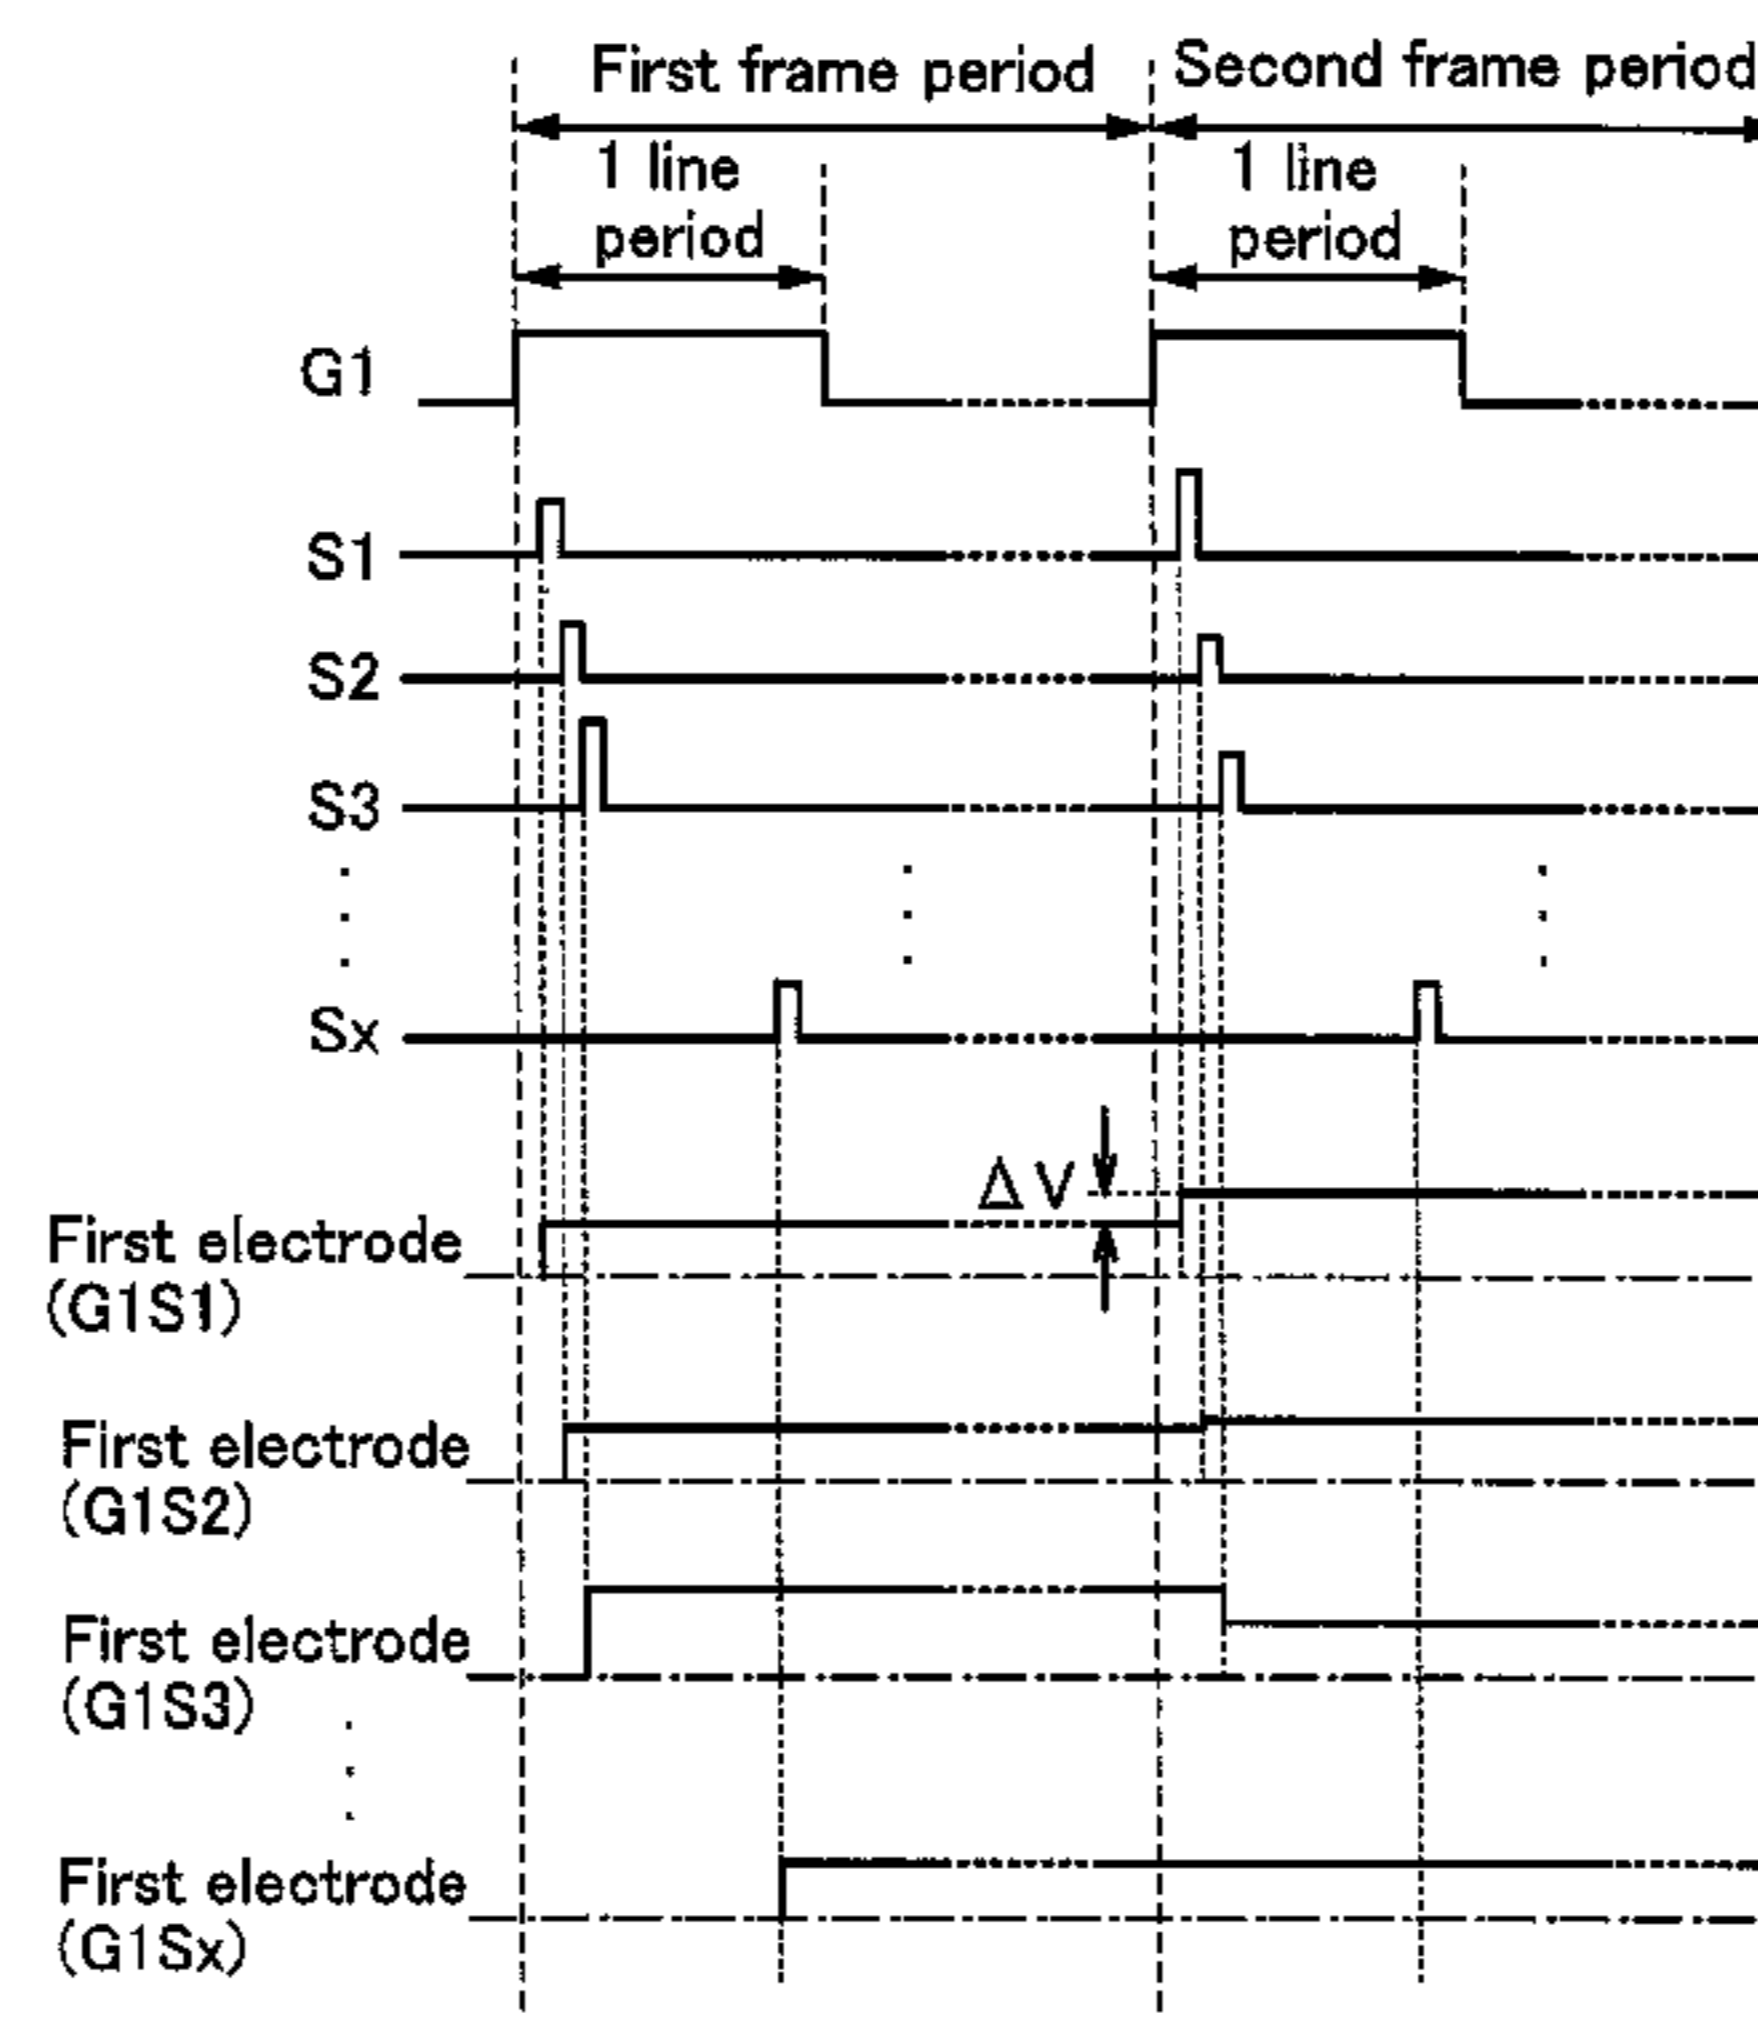 First frame period
Second frame period
1 line
period
1 line
period
G1
S1
S2
S3
Sx
ΔV
First electrode
(G1S1)
First electrode
(G1S2)
First electrode
(G1S3)
First electrode
(G1Sx)